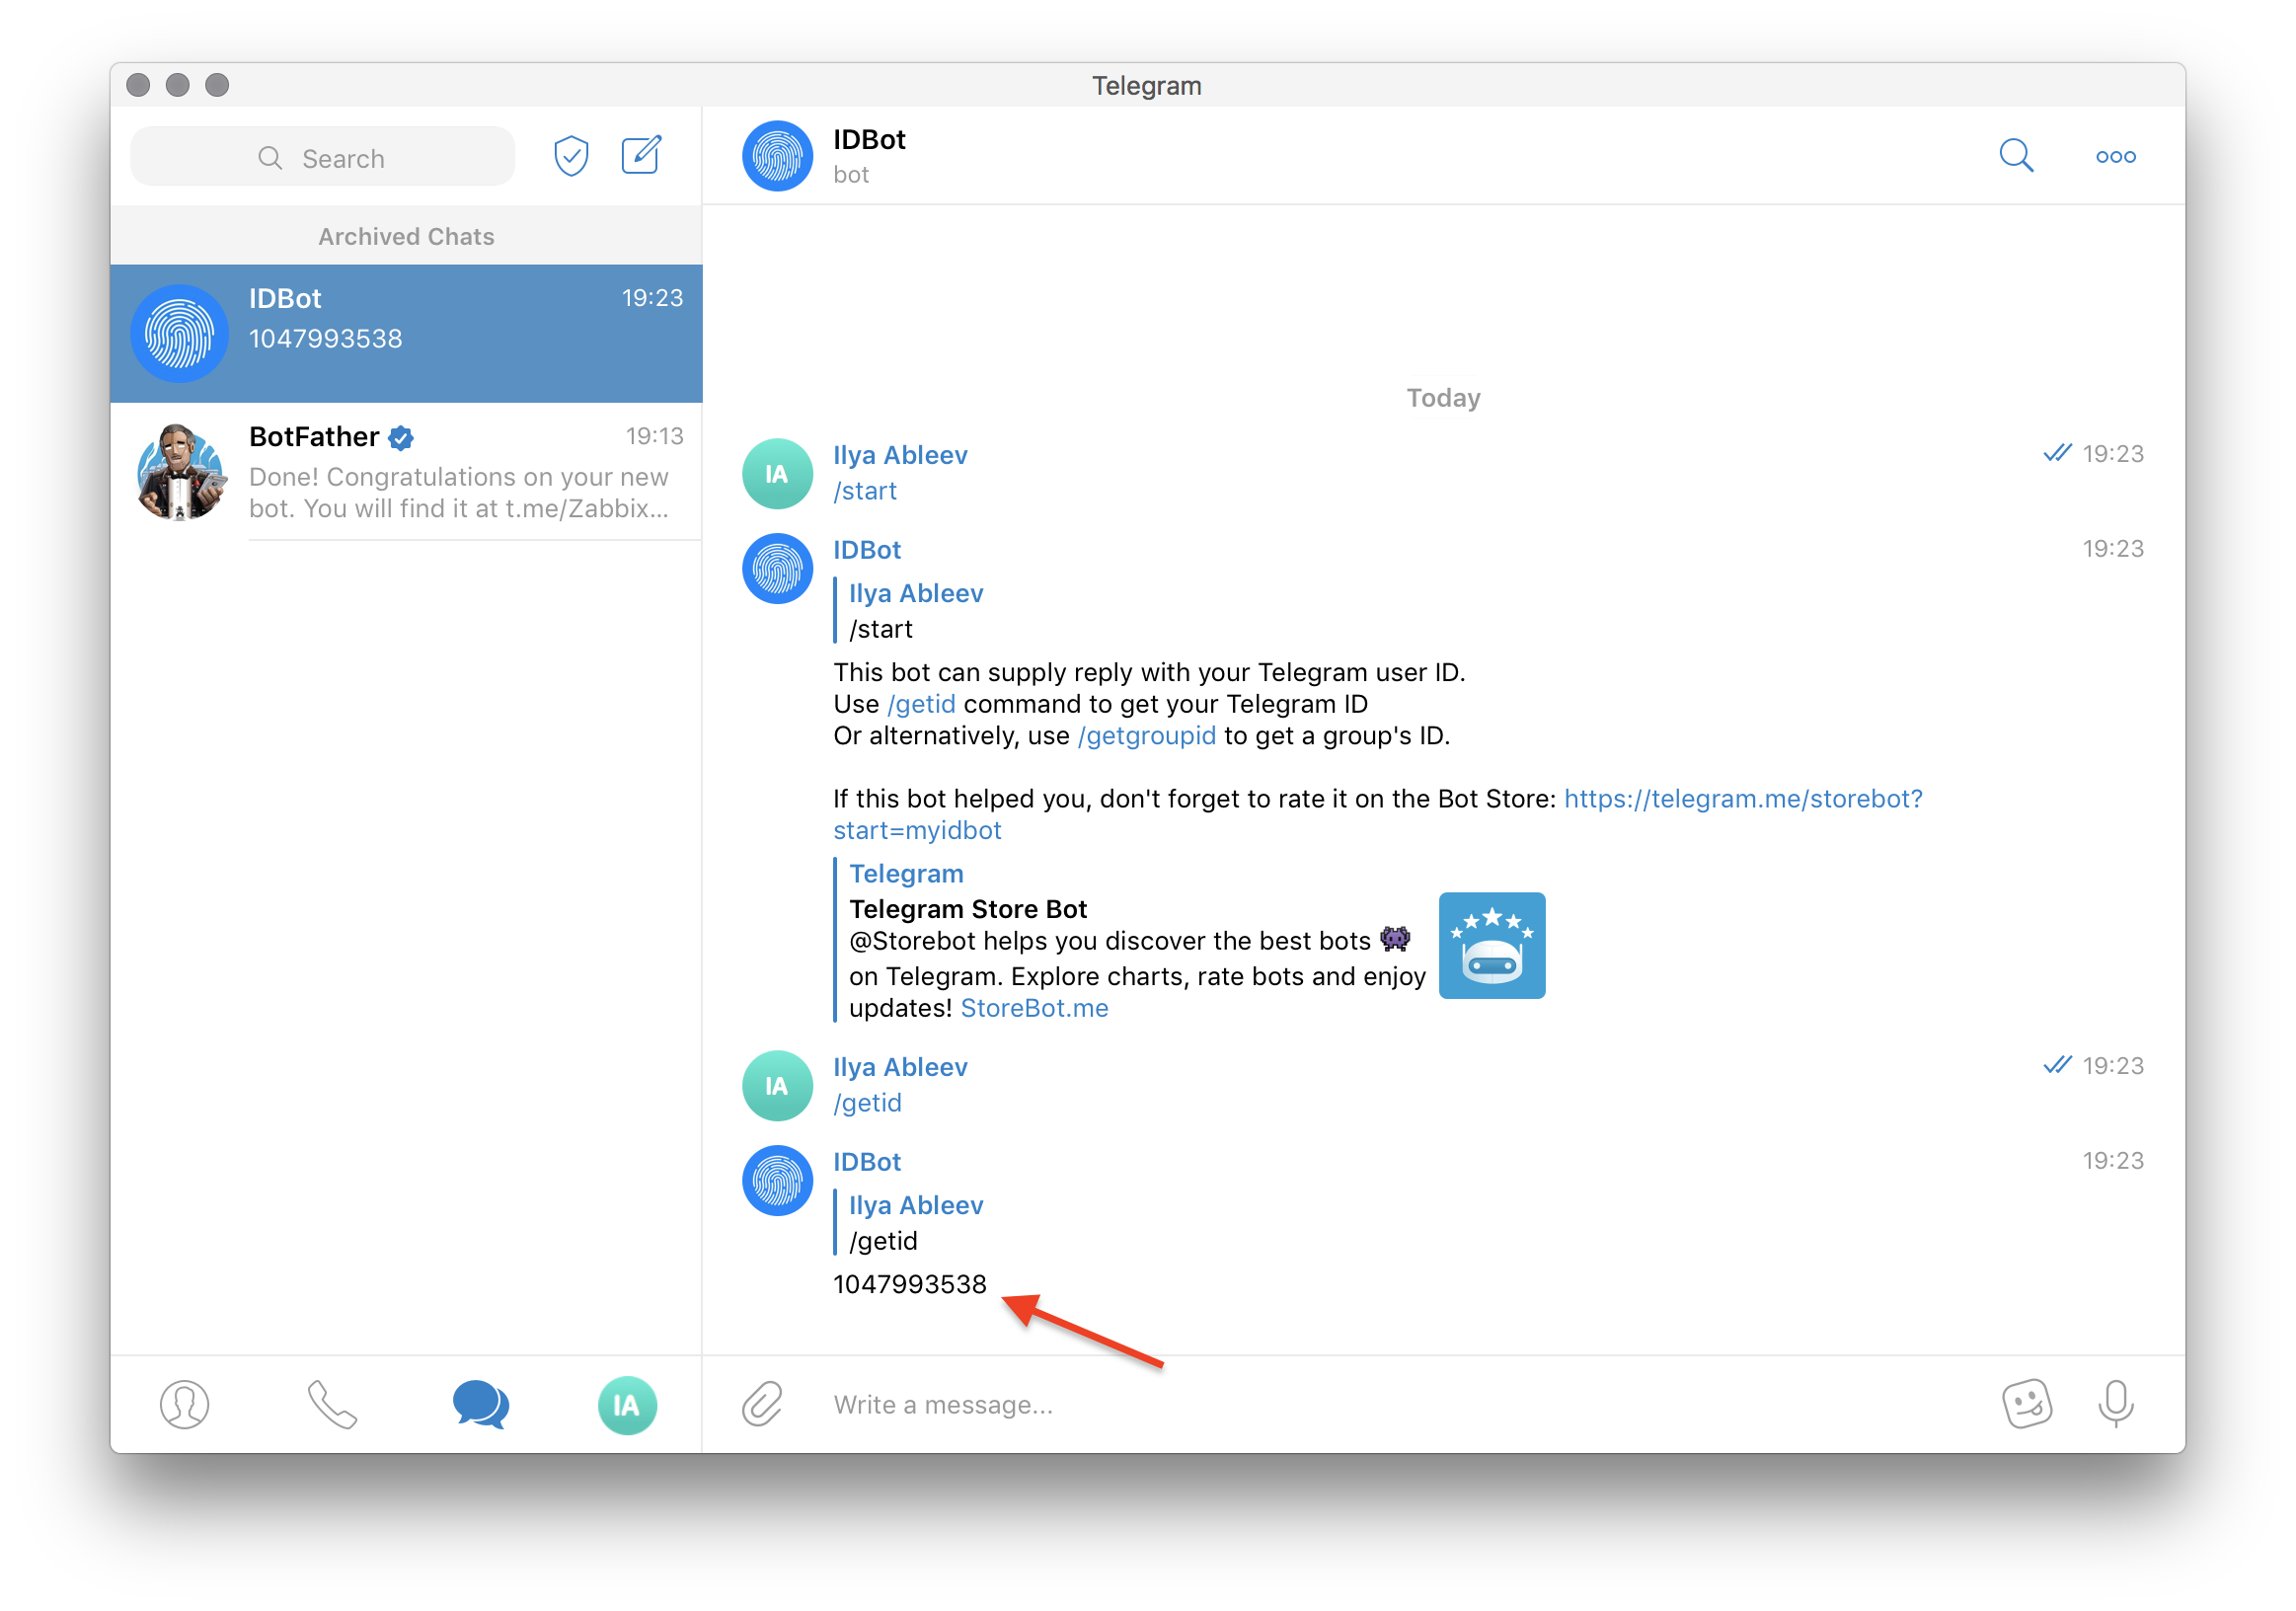 Telegram
Search
Archived Chats
IDBot
19:23
1047993538
BotFather
19:13
Done! Congratulations on your new
bot. You will find it at t.me/Zabbix...
IDBot
bot
Today
IA
Ilya Ableev
19:23
/start
IDBot
19:23
Ilya Ableev
/start
This bot can supply reply with your Telegram user ID.
Use /getid command to get your Telegram ID
Or alternatively, use /getgroupid to get a group's ID.
If this bot helped you, don't forget to rate it on the Bot Store: https://telegram.me/storebot?
start=myidbot
Telegram
Telegram Store Bot
@Storebot helps you discover the best bots 👾
on Telegram. Explore charts, rate bots and enjoy
updates! StoreBot.me
IA
Ilya Ableev
19:23
/getid
IDBot
19:23
Ilya Ableev
/getid
1047993538
IA
Write a message...